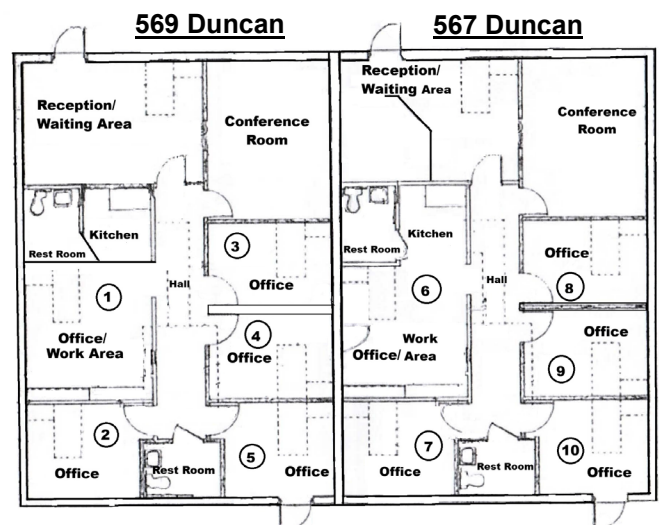 569 Duncan
Reception/
Waiting Area
Conference
Room
Kitchen
Rest Room
3
Office
1
Hall
Office/
Work Area
4
Office
2
Office
Rest Room
5
Office
567 Duncan
Reception/
Waiting Area
Conference
Room
Kitchen
Rest Room
Office
8
6
Hall
Work
Office/ Area
Office
9
7
Office
Rest Room
10
Office